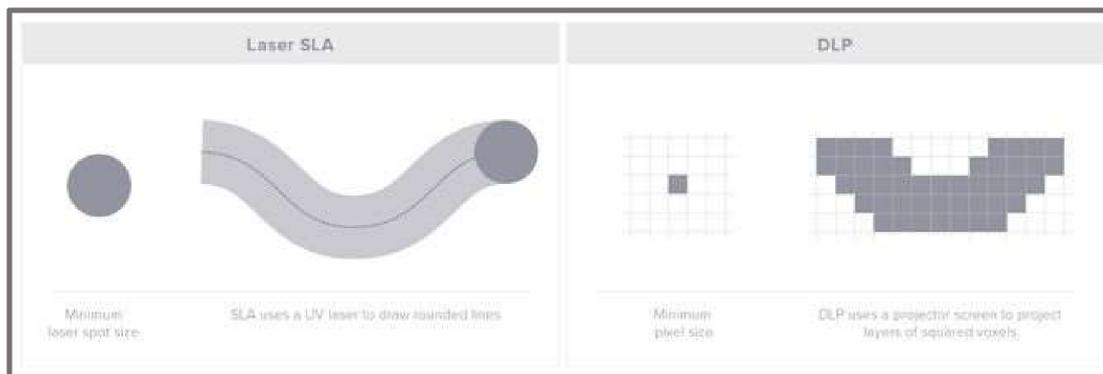 Laser SLA
DLP
Minimum
laser spot size
SLA uses a UV laser to draw rounded lines
Minimum
pixel size
DLP uses a projector screen to project
layers of squared voxels